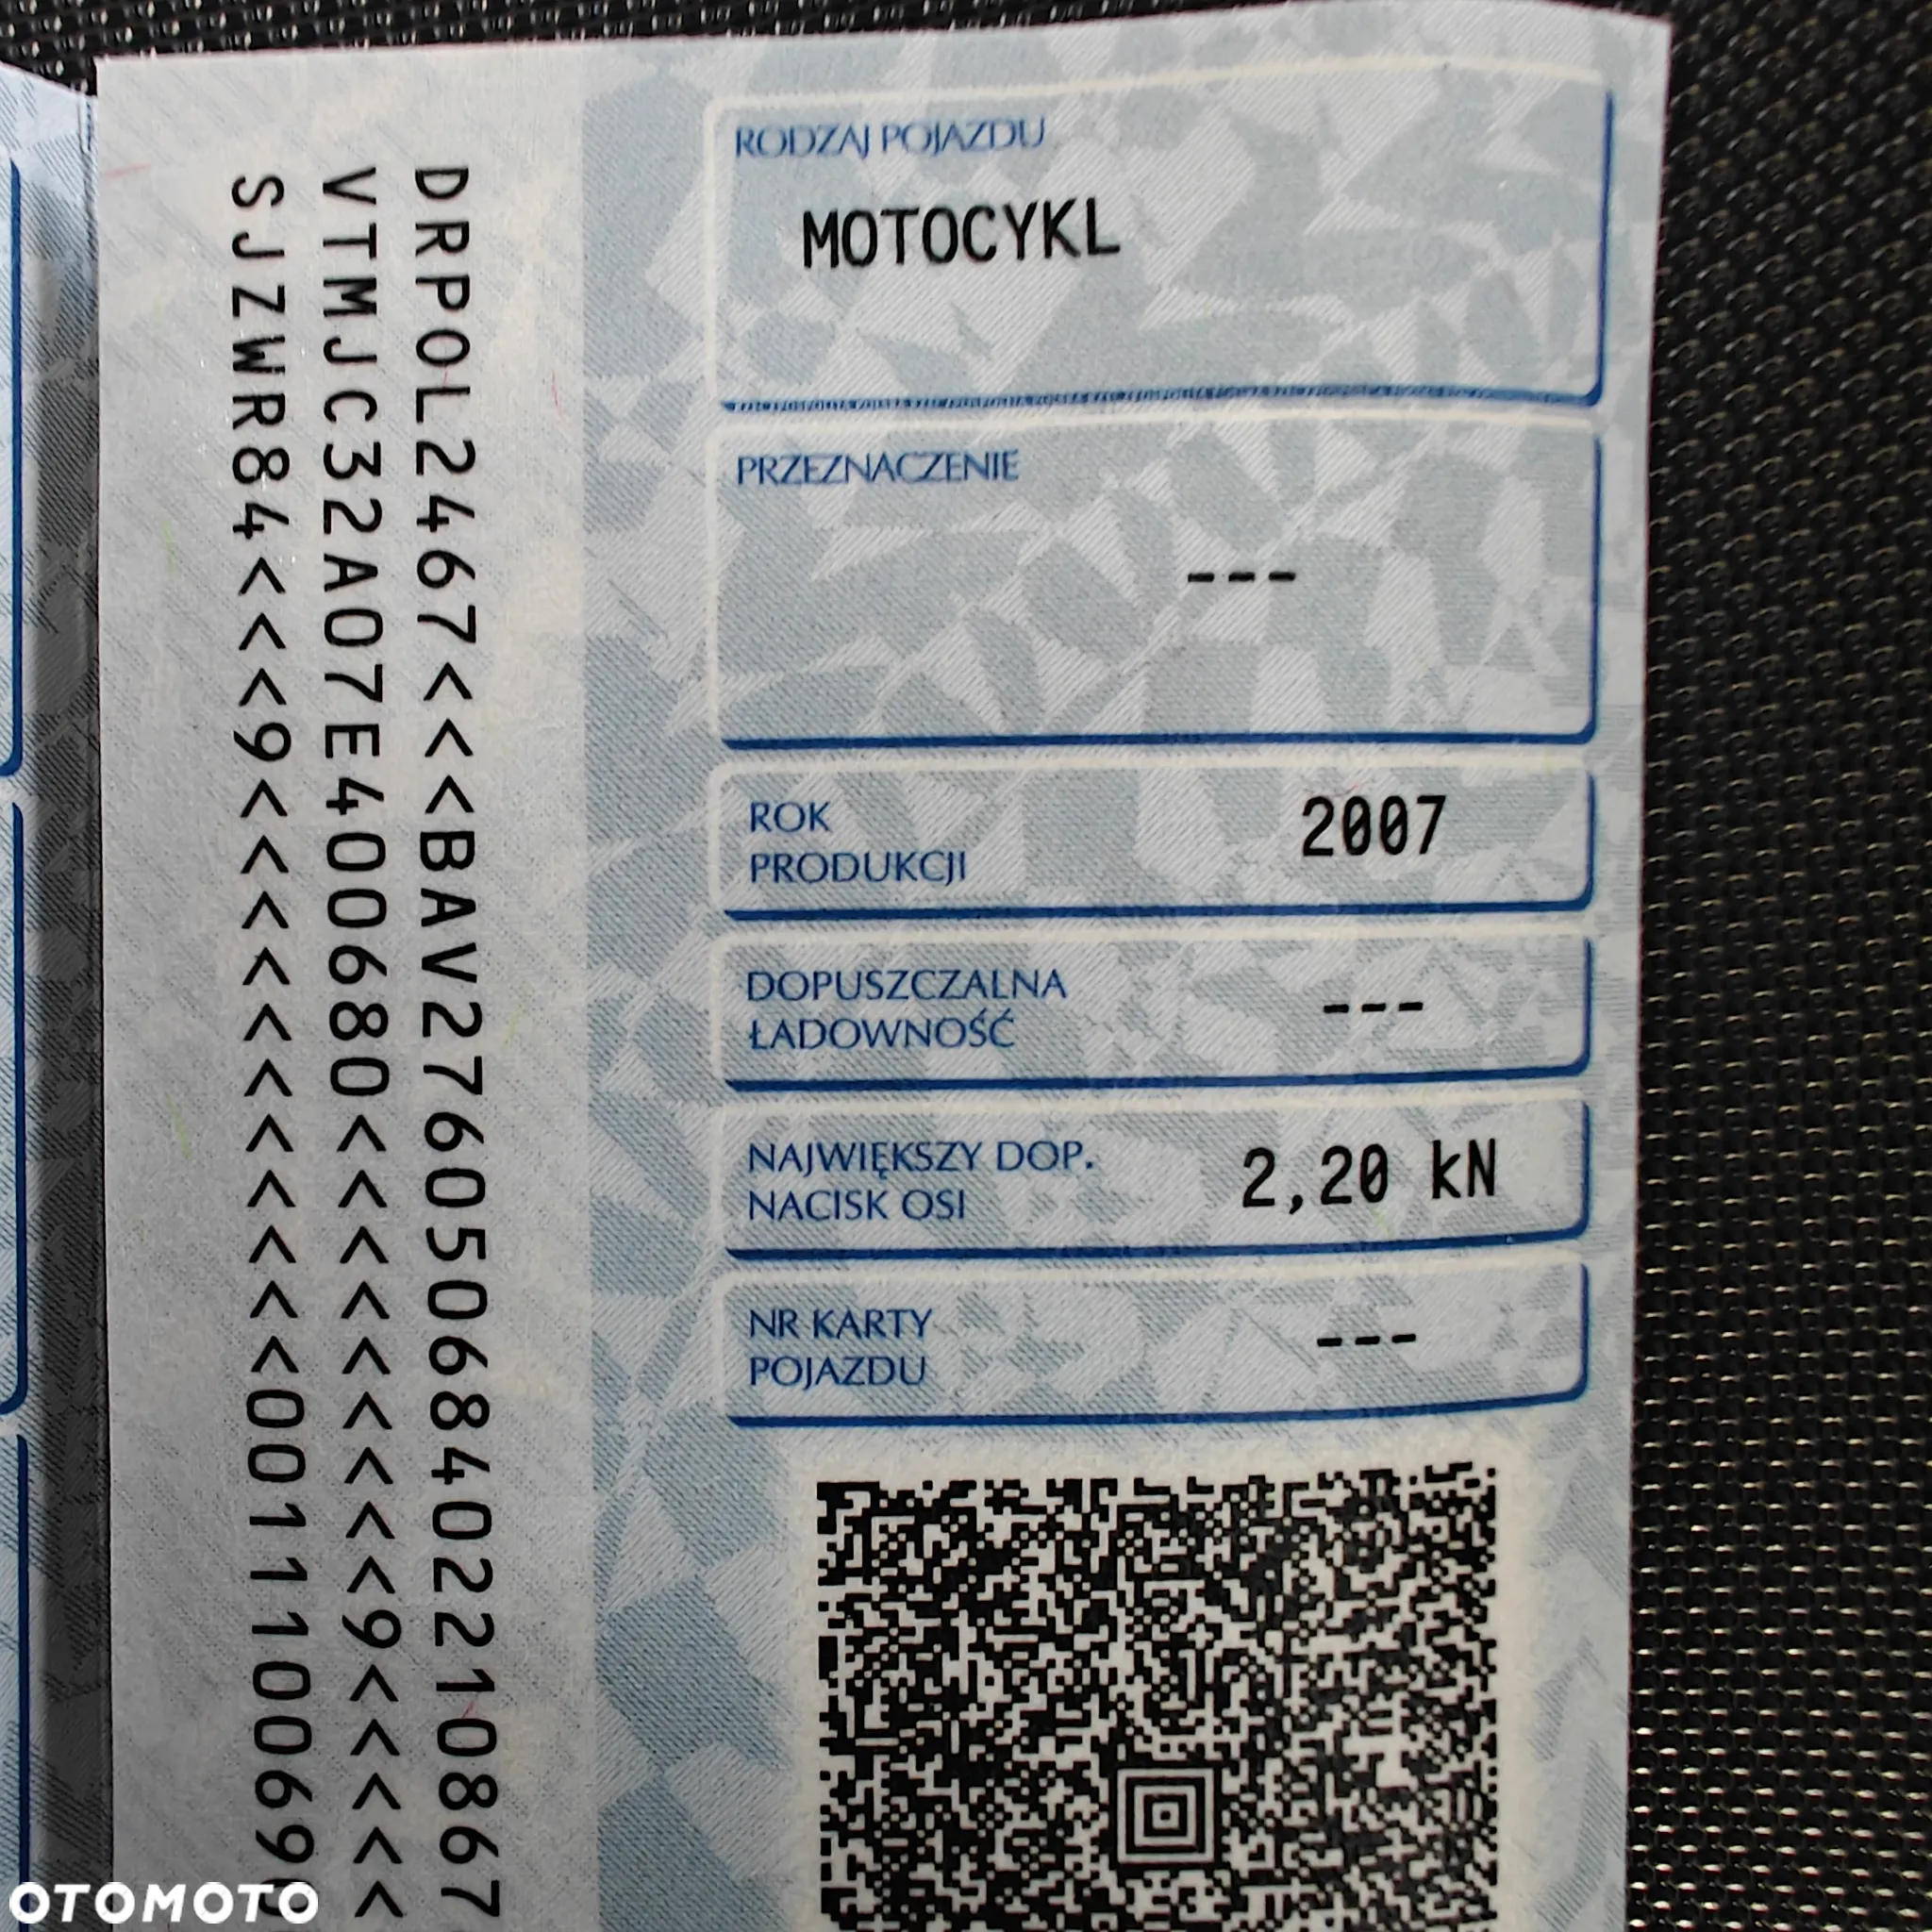 DRPOL2467<<<BAV27605068402210867
VTMJC32A07E400680<<<<<<<<9<<<<<
SJZWR84<<<9<<<<<<<<<<<0011100690
RODZAJ POJAZDU
MOTOCYKL
PRZEZNACZENIE
---
ROK
PRODUKCJI
2007
DOPUSZCZALNA
ŁADOWNOŚĆ
---
NAJWIĘKSZY DOP.
NACISK OSI
2,20 kN
NR KARTY
POJAZDU
---
OTOMOTO